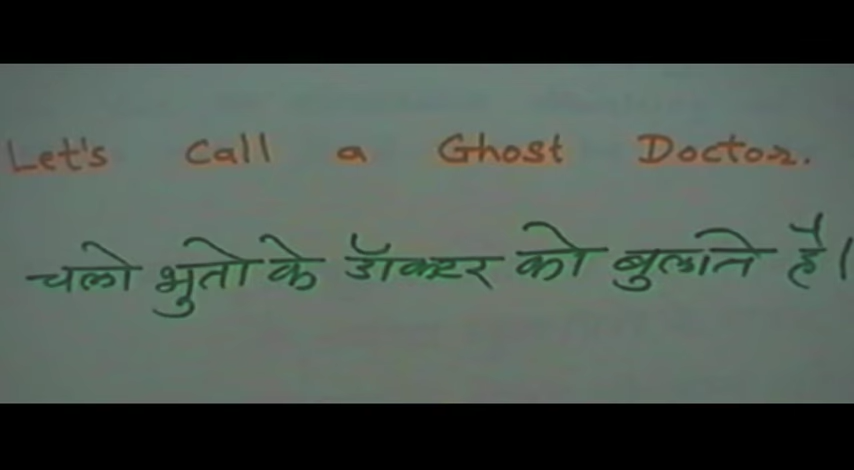 Let's Call a Ghost Doctor.
चलो भुतो के डॉक्टर को बुलाते है।